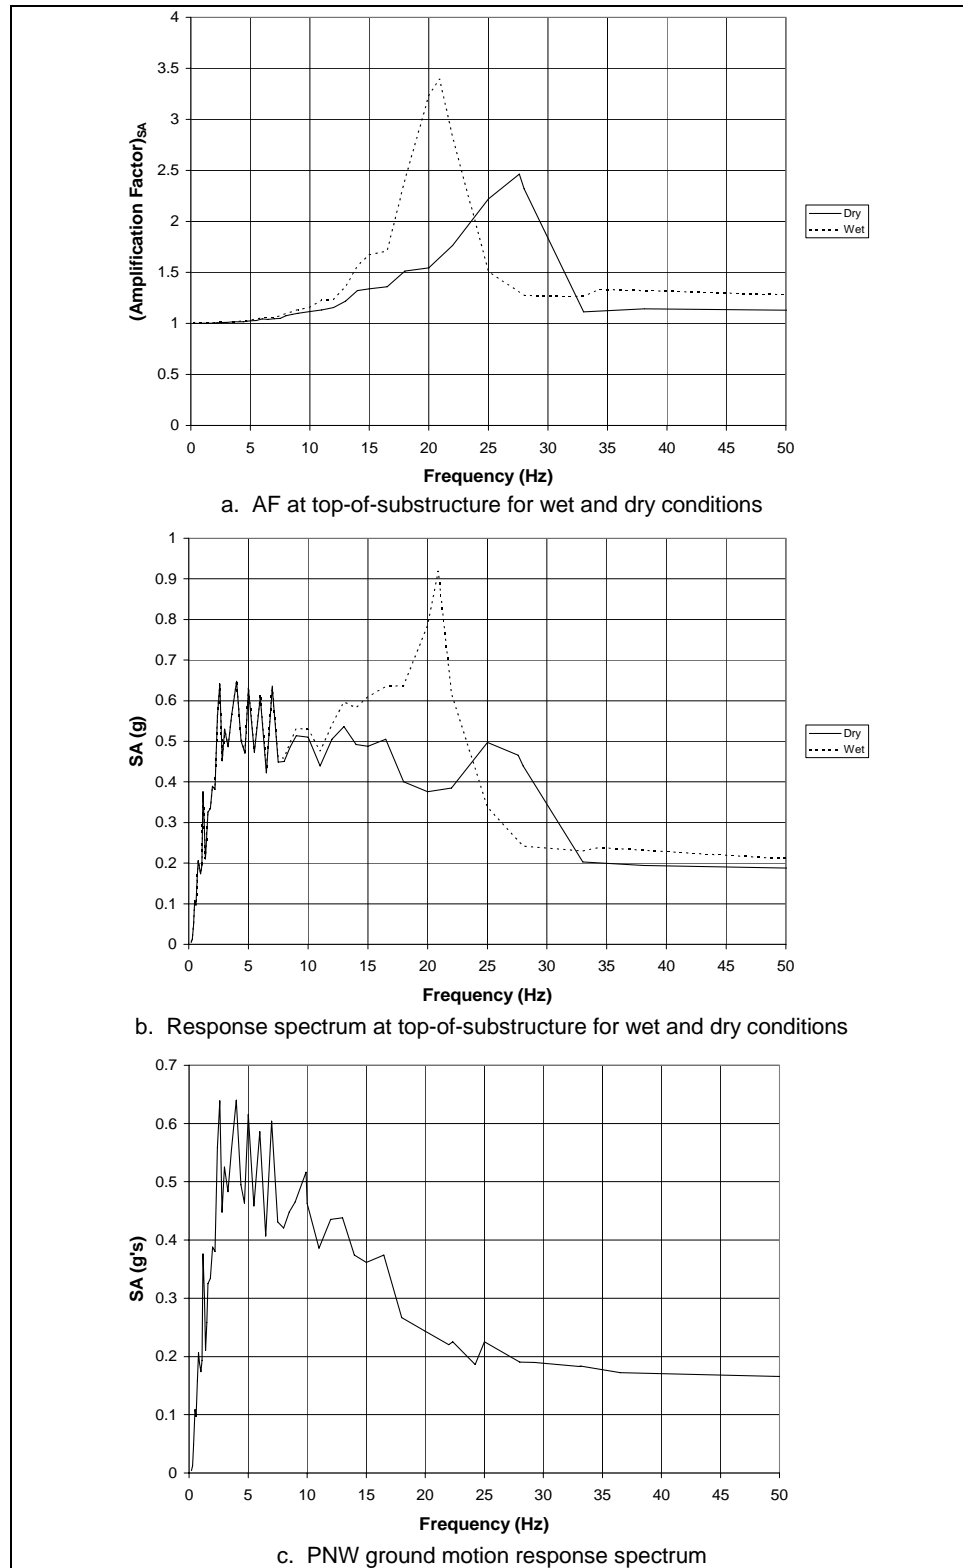 4
3.5
3
2.5
2
1.5
1
0.5
0
(Amplification Factor)SA
0 5 10 15 20 25 30 35 40 45 50
Frequency (Hz)
Dry
Wet
a. AF at top-of-substructure for wet and dry conditions
1
0.9
0.8
0.7
0.6
0.5
0.4
0.3
0.2
0.1
0
SA (g)
0 5 10 15 20 25 30 35 40 45 50
Frequency (Hz)
Dry
Wet
b. Response spectrum at top-of-substructure for wet and dry conditions
0.7
0.6
0.5
0.4
0.3
0.2
0.1
0
SA (g's)
0 5 10 15 20 25 30 35 40 45 50
Frequency (Hz)
c. PNW ground motion response spectrum